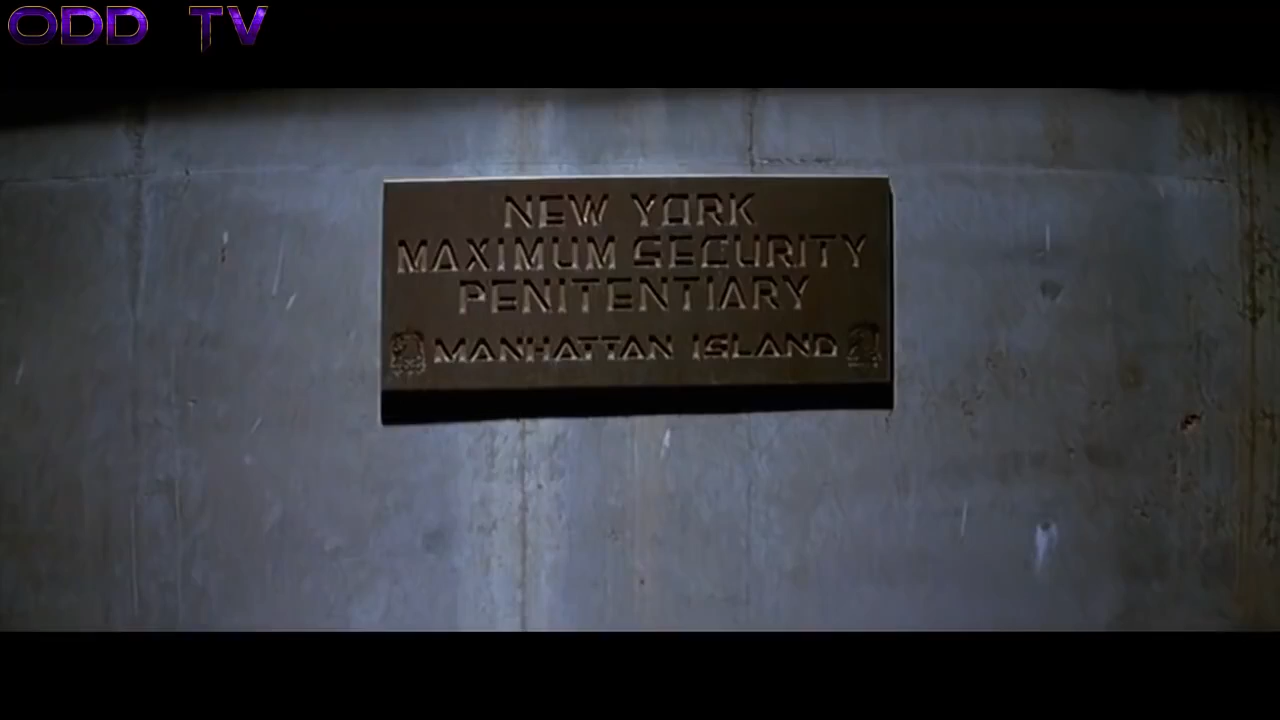 ODD TV
NEW YORK
MAXIMUM SECURITY
PENITENTIARY
MANHATTAN ISLAND